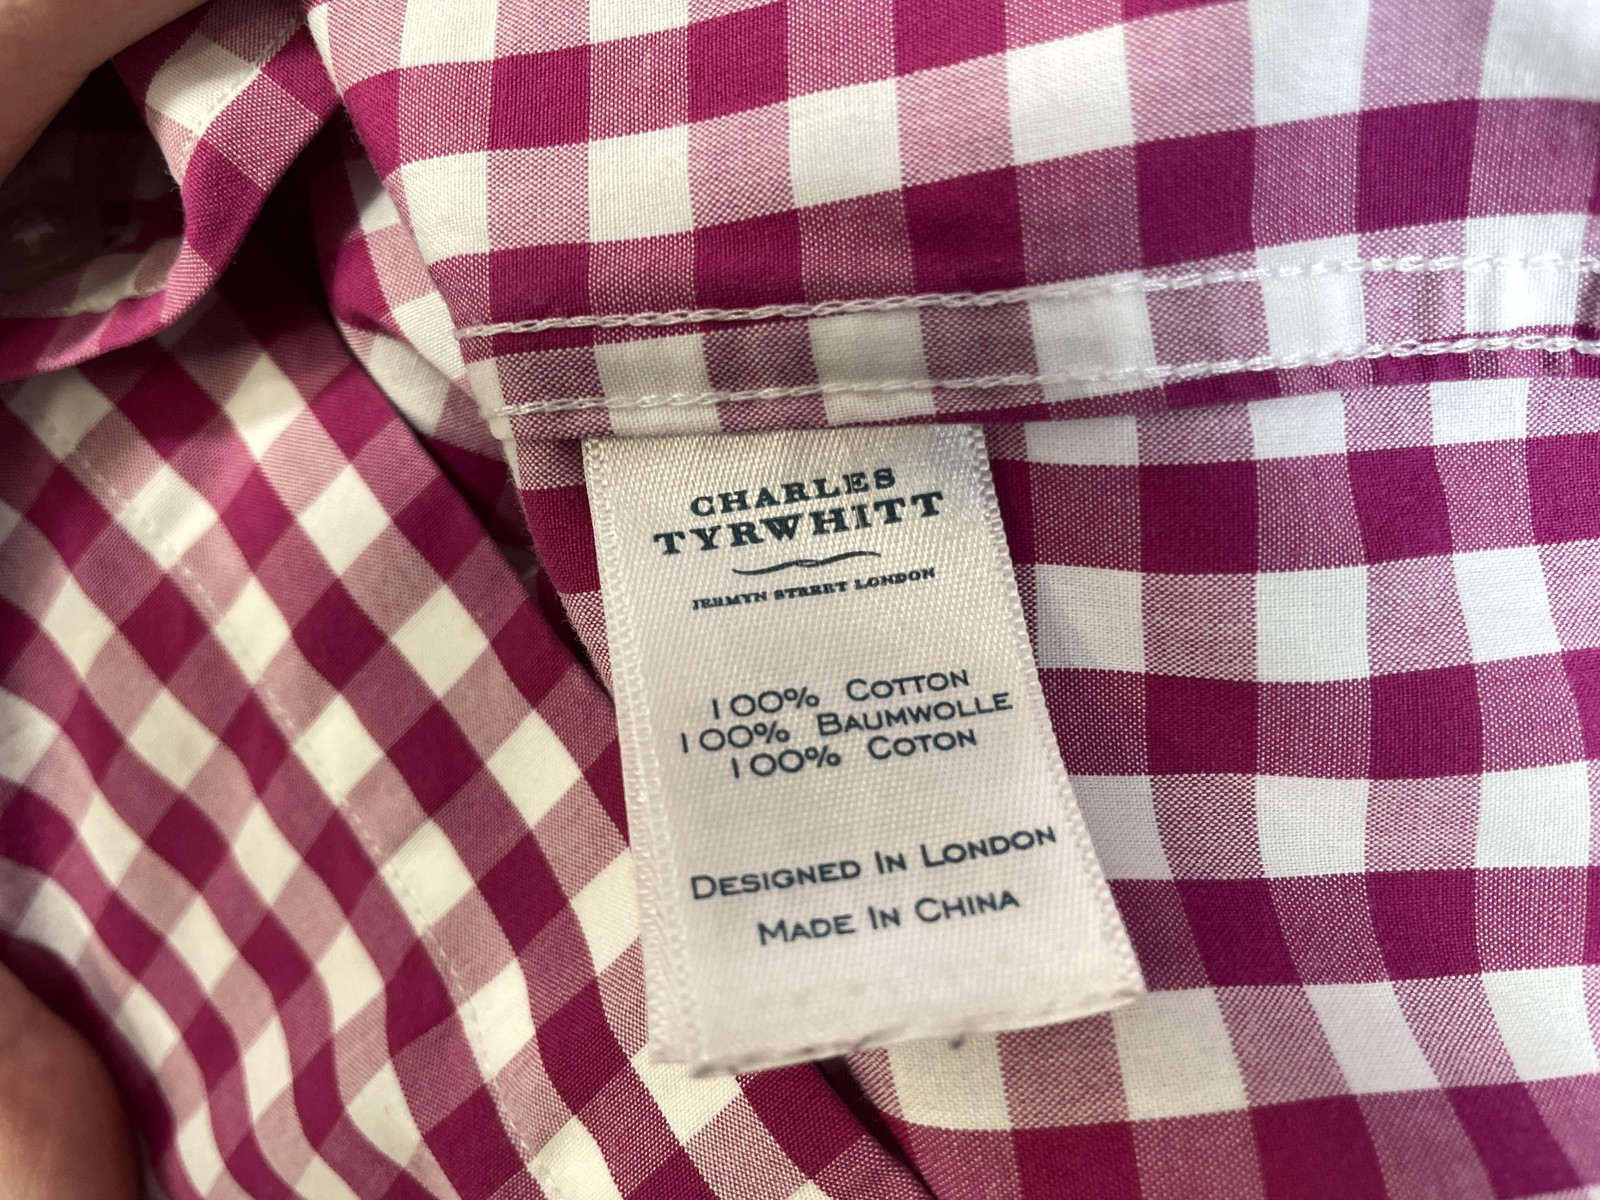 CHARLES
TYRWHITT
JERMYN STREET LONDON
100% COTTON
100% BAUMWOLLE
100% COTON
DESIGNED IN LONDON
MADE IN CHINA